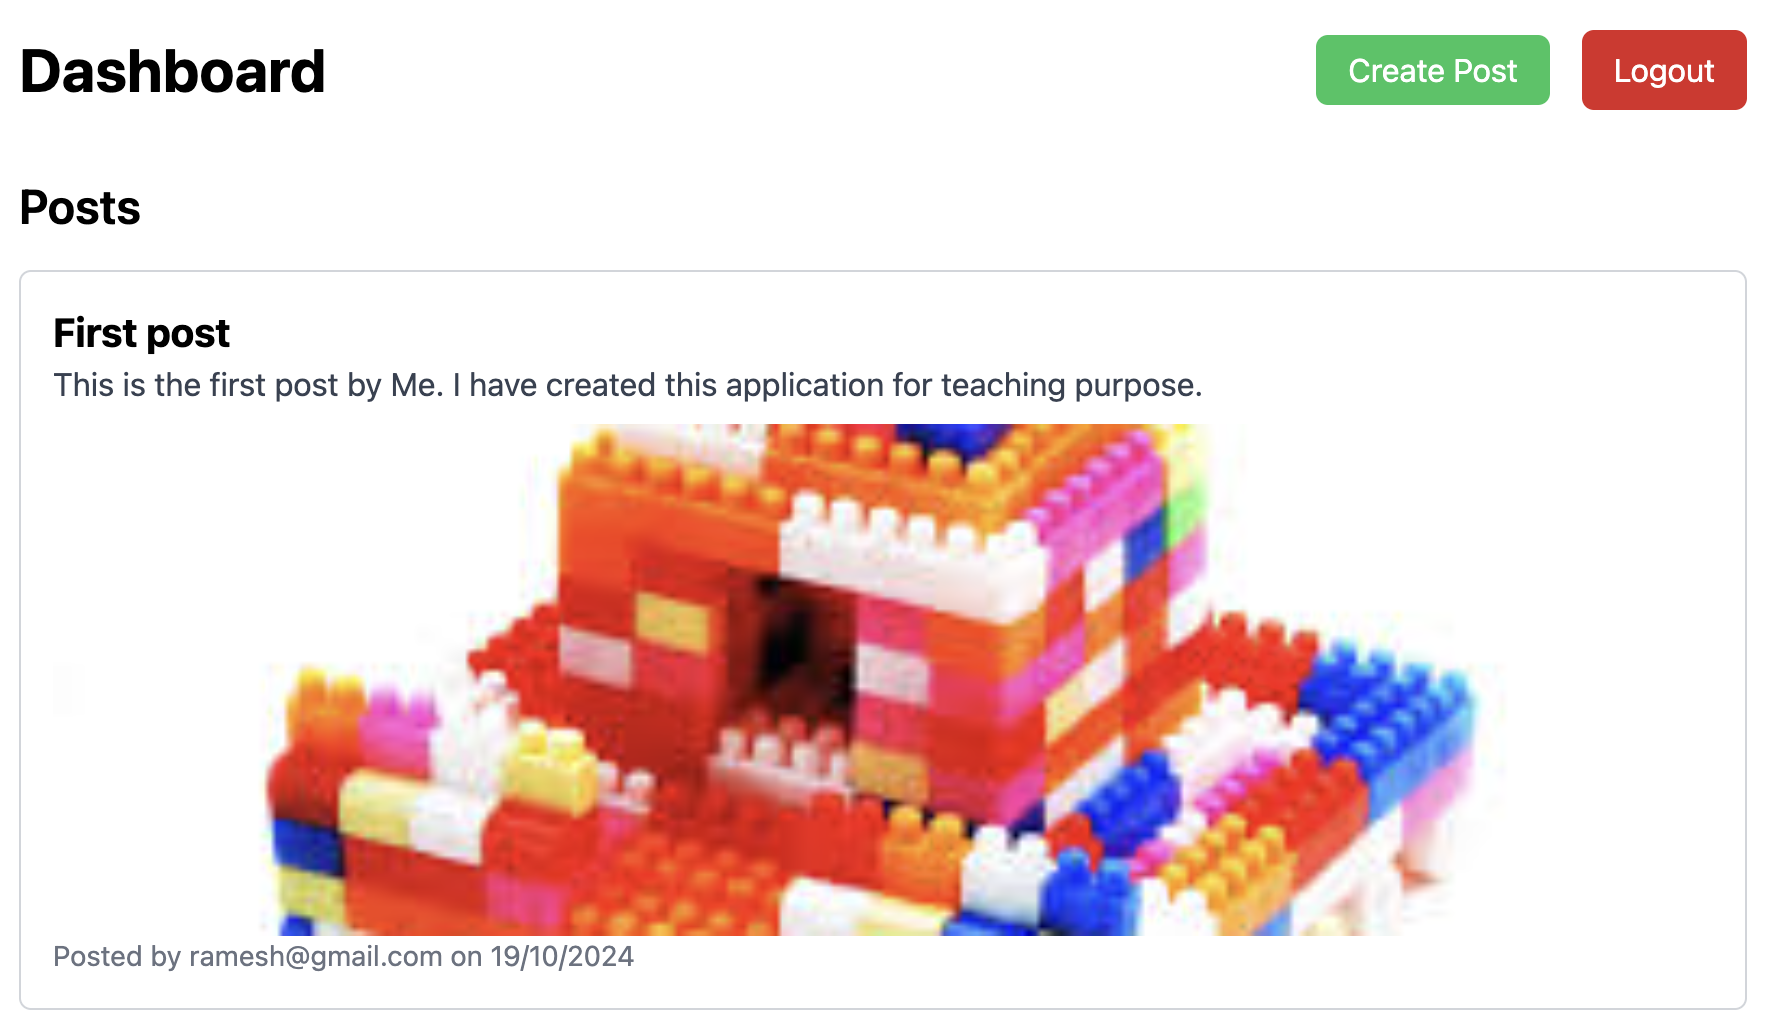 Dashboard
Create Post
Logout
Posts
First post
This is the first post by Me. I have created this application for teaching purpose.
Posted by ramesh@gmail.com on 19/10/2024